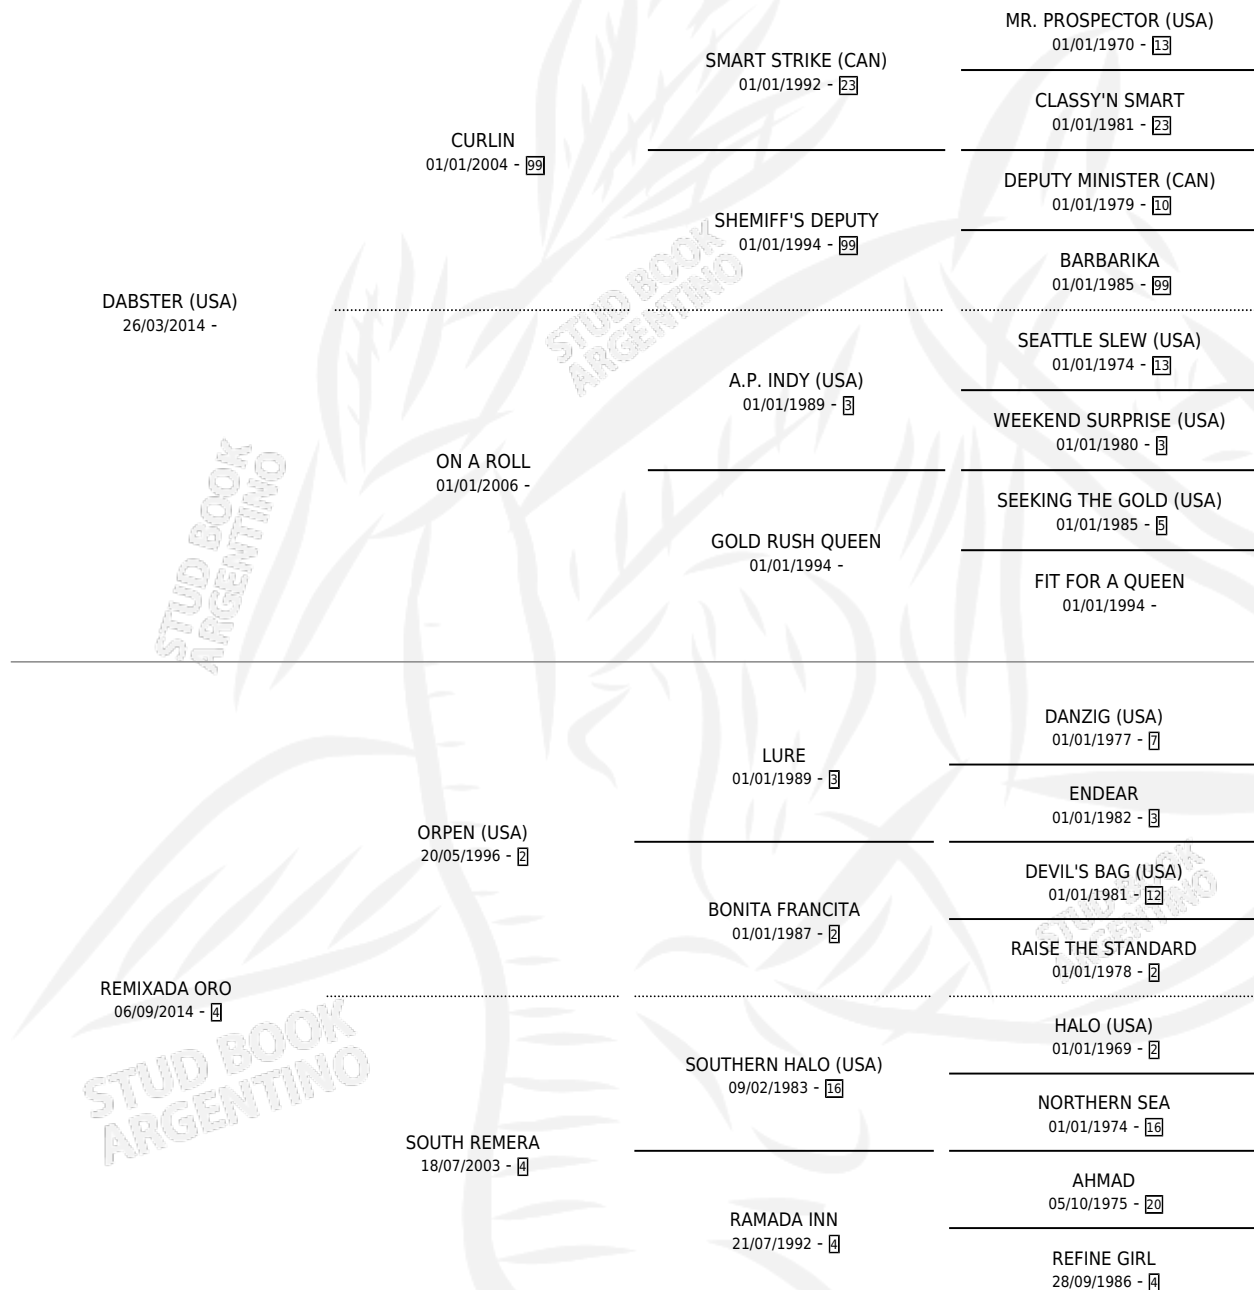 MR. PROSPECTOR (USA)
01/01/1970 - 13
SMART STRIKE (CAN)
01/01/1992 - 23
CLASSY'N SMART
01/01/1981 - 23
CURLIN
01/01/2004 - 99
DEPUTY MINISTER (CAN)
01/01/1979 - 10
SHEMIFF'S DEPUTY
01/01/1994 - 99
BARBARIKA
01/01/1985 - 99
DABSTER (USA)
26/03/2014 -
SEATTLE SLEW (USA)
01/01/1974 - 13
A.P. INDY (USA)
01/01/1989 - 3
WEEKEND SURPRISE (USA)
01/01/1980 - 3
ON A ROLL
01/01/2006 -
SEEKING THE GOLD (USA)
01/01/1985 - 5
GOLD RUSH QUEEN
01/01/1994 -
FIT FOR A QUEEN
01/01/1994 -
DANZIG (USA)
01/01/1977 - 7
LURE
01/01/1989 - 3
ENDEAR
01/01/1982 - 3
ORPEN (USA)
20/05/1996 - 2
DEVIL'S BAG (USA)
01/01/1981 - 12
BONITA FRANCITA
01/01/1987 - 2
RAISE THE STANDARD
01/01/1978 - 2
REMIXADA ORO
06/09/2014 - 4
HALO (USA)
01/01/1969 - 2
SOUTHERN HALO (USA)
09/02/1983 - 16
NORTHERN SEA
01/01/1974 - 16
SOUTH REMERA
18/07/2003 - 4
AHMAD
05/10/1975 - 20
RAMADA INN
21/07/1992 - 4
REFINE GIRL
28/09/1986 - 4
STUD BOOK
ARGENTINO
STUD BOOK
ARGENTINO
STUD BOOK
ARGENTINO
STUD BOOK
ARGENTINO